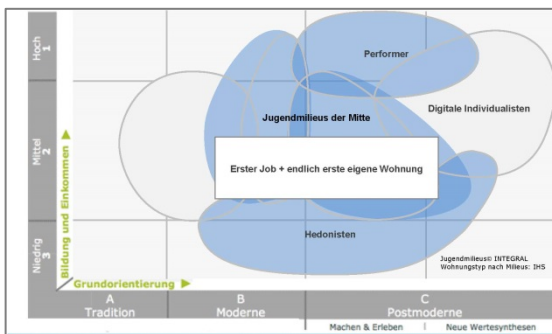 Hoch
1
Mittel
2
Niedrig
3
Bildung und Einkommen
Performer
Digitale Individualisten
Jugendmilieus der Mitte
Erster Job + endlich erste eigene Wohnung
Hedonisten
Jugendmilieus© INTEGRAL
Wohnungstyp nach Milieus: IHS
Grundorientierung
A
Tradition
B
Moderne
C
Postmoderne
Machen & Erleben
Neue Wertesynthesen